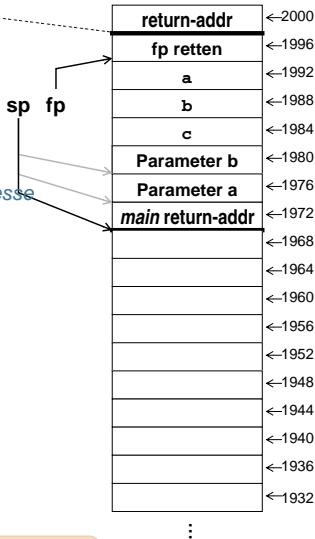 return-addr ←2000
fp retten ←1996
a ←1992
b ←1988
sp fp
c ←1984
Parameter b ←1980
Parameter a ←1976
esse
main return-addr ←1972
←1968
←1964
←1960
←1956
←1952
←1948
←1944
←1940
←1936
←1932
⋮